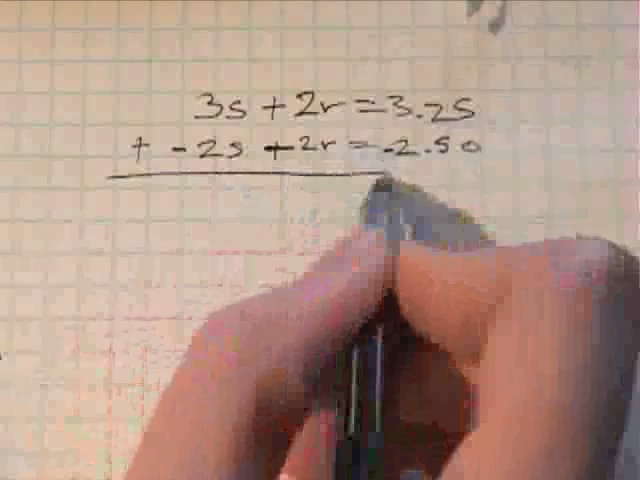 3s + 2r = 3.25
+ -2s + 2r = -2.50